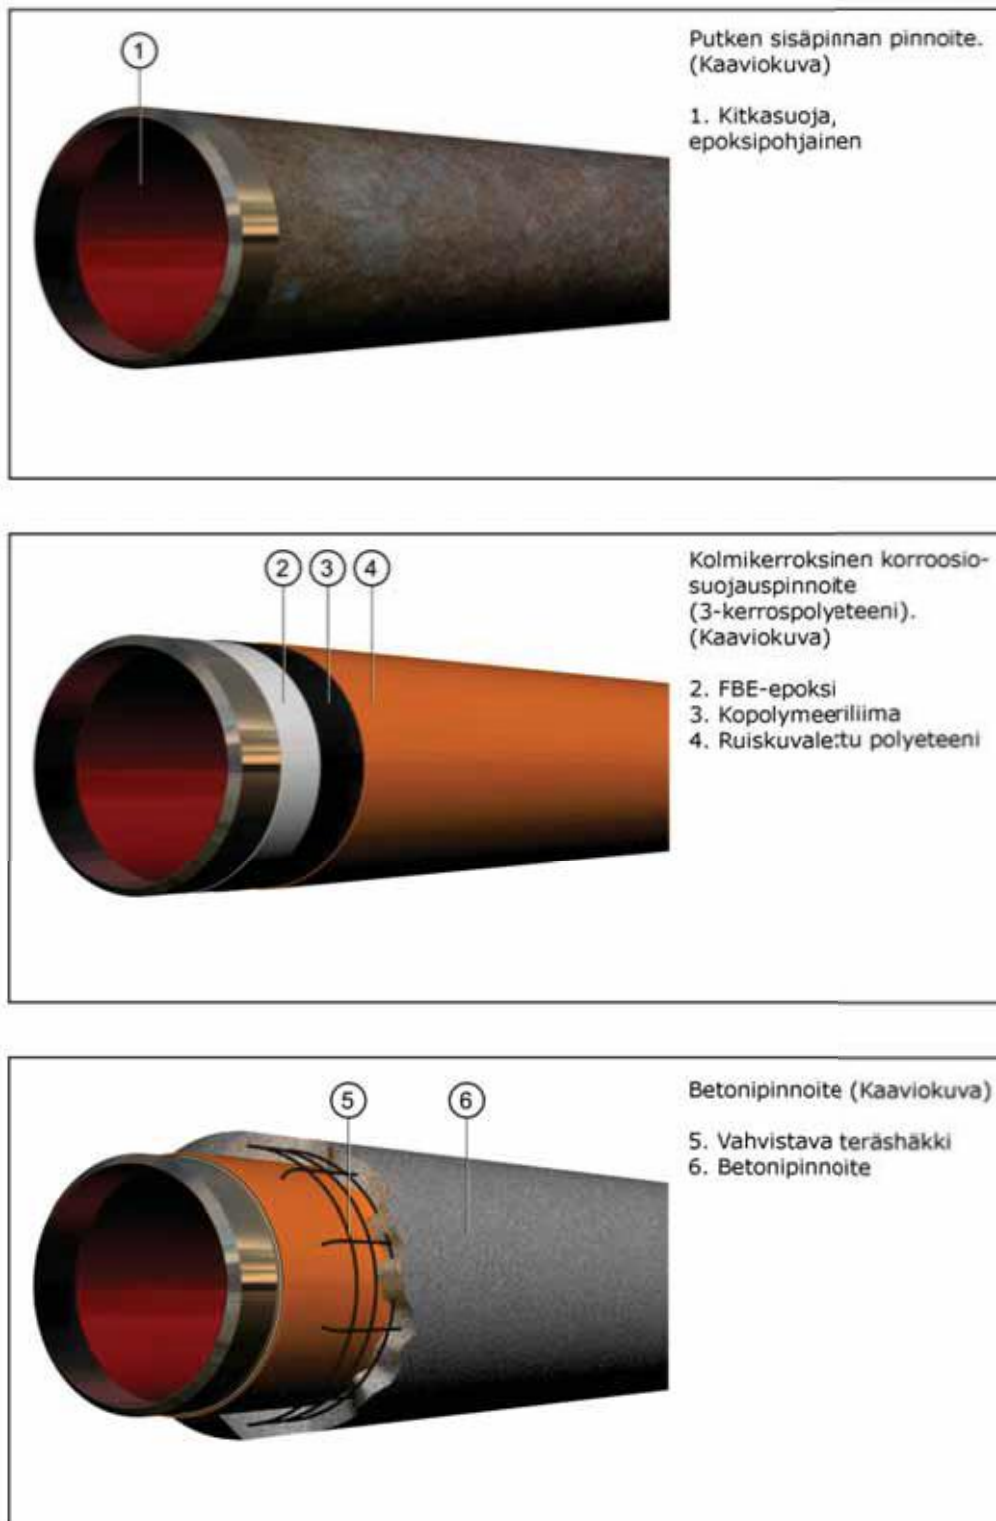 1
Putken sisäpinnan pinnoite.
(Kaaviokuva)
1. Kitkasuoja,
epoksipohjainen
2 3 4
Kolmikerroksinen korroosio-
suojauspinnoite
(3-kerrospolyeteeni).
(Kaaviokuva)
2. FBE-epoksi
3. Kopolymeeriliima
4. Ruiskuvalettu polyeteeni
5 6
Betonipinnoite (Kaaviokuva)
5. Vahvistava teräshäkki
6. Betonipinnoite